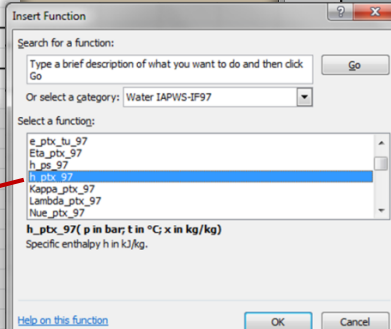 Insert Function
Search for a function:
Type a brief description of what you want to do and then click
Go
Go
Or select a category: Water IAPWS-IF97
Select a function:
e_ptx_tu_97
Eta_ptx_97
h_ps_97
h_ptx_97
Kappa_ptx_97
Lambda_ptx_97
Nue_ptx_97
h_ptx_97( p in bar; t in °C; x in kg/kg)
Specific enthalpy h in kJ/kg.
Help on this function
OK
Cancel